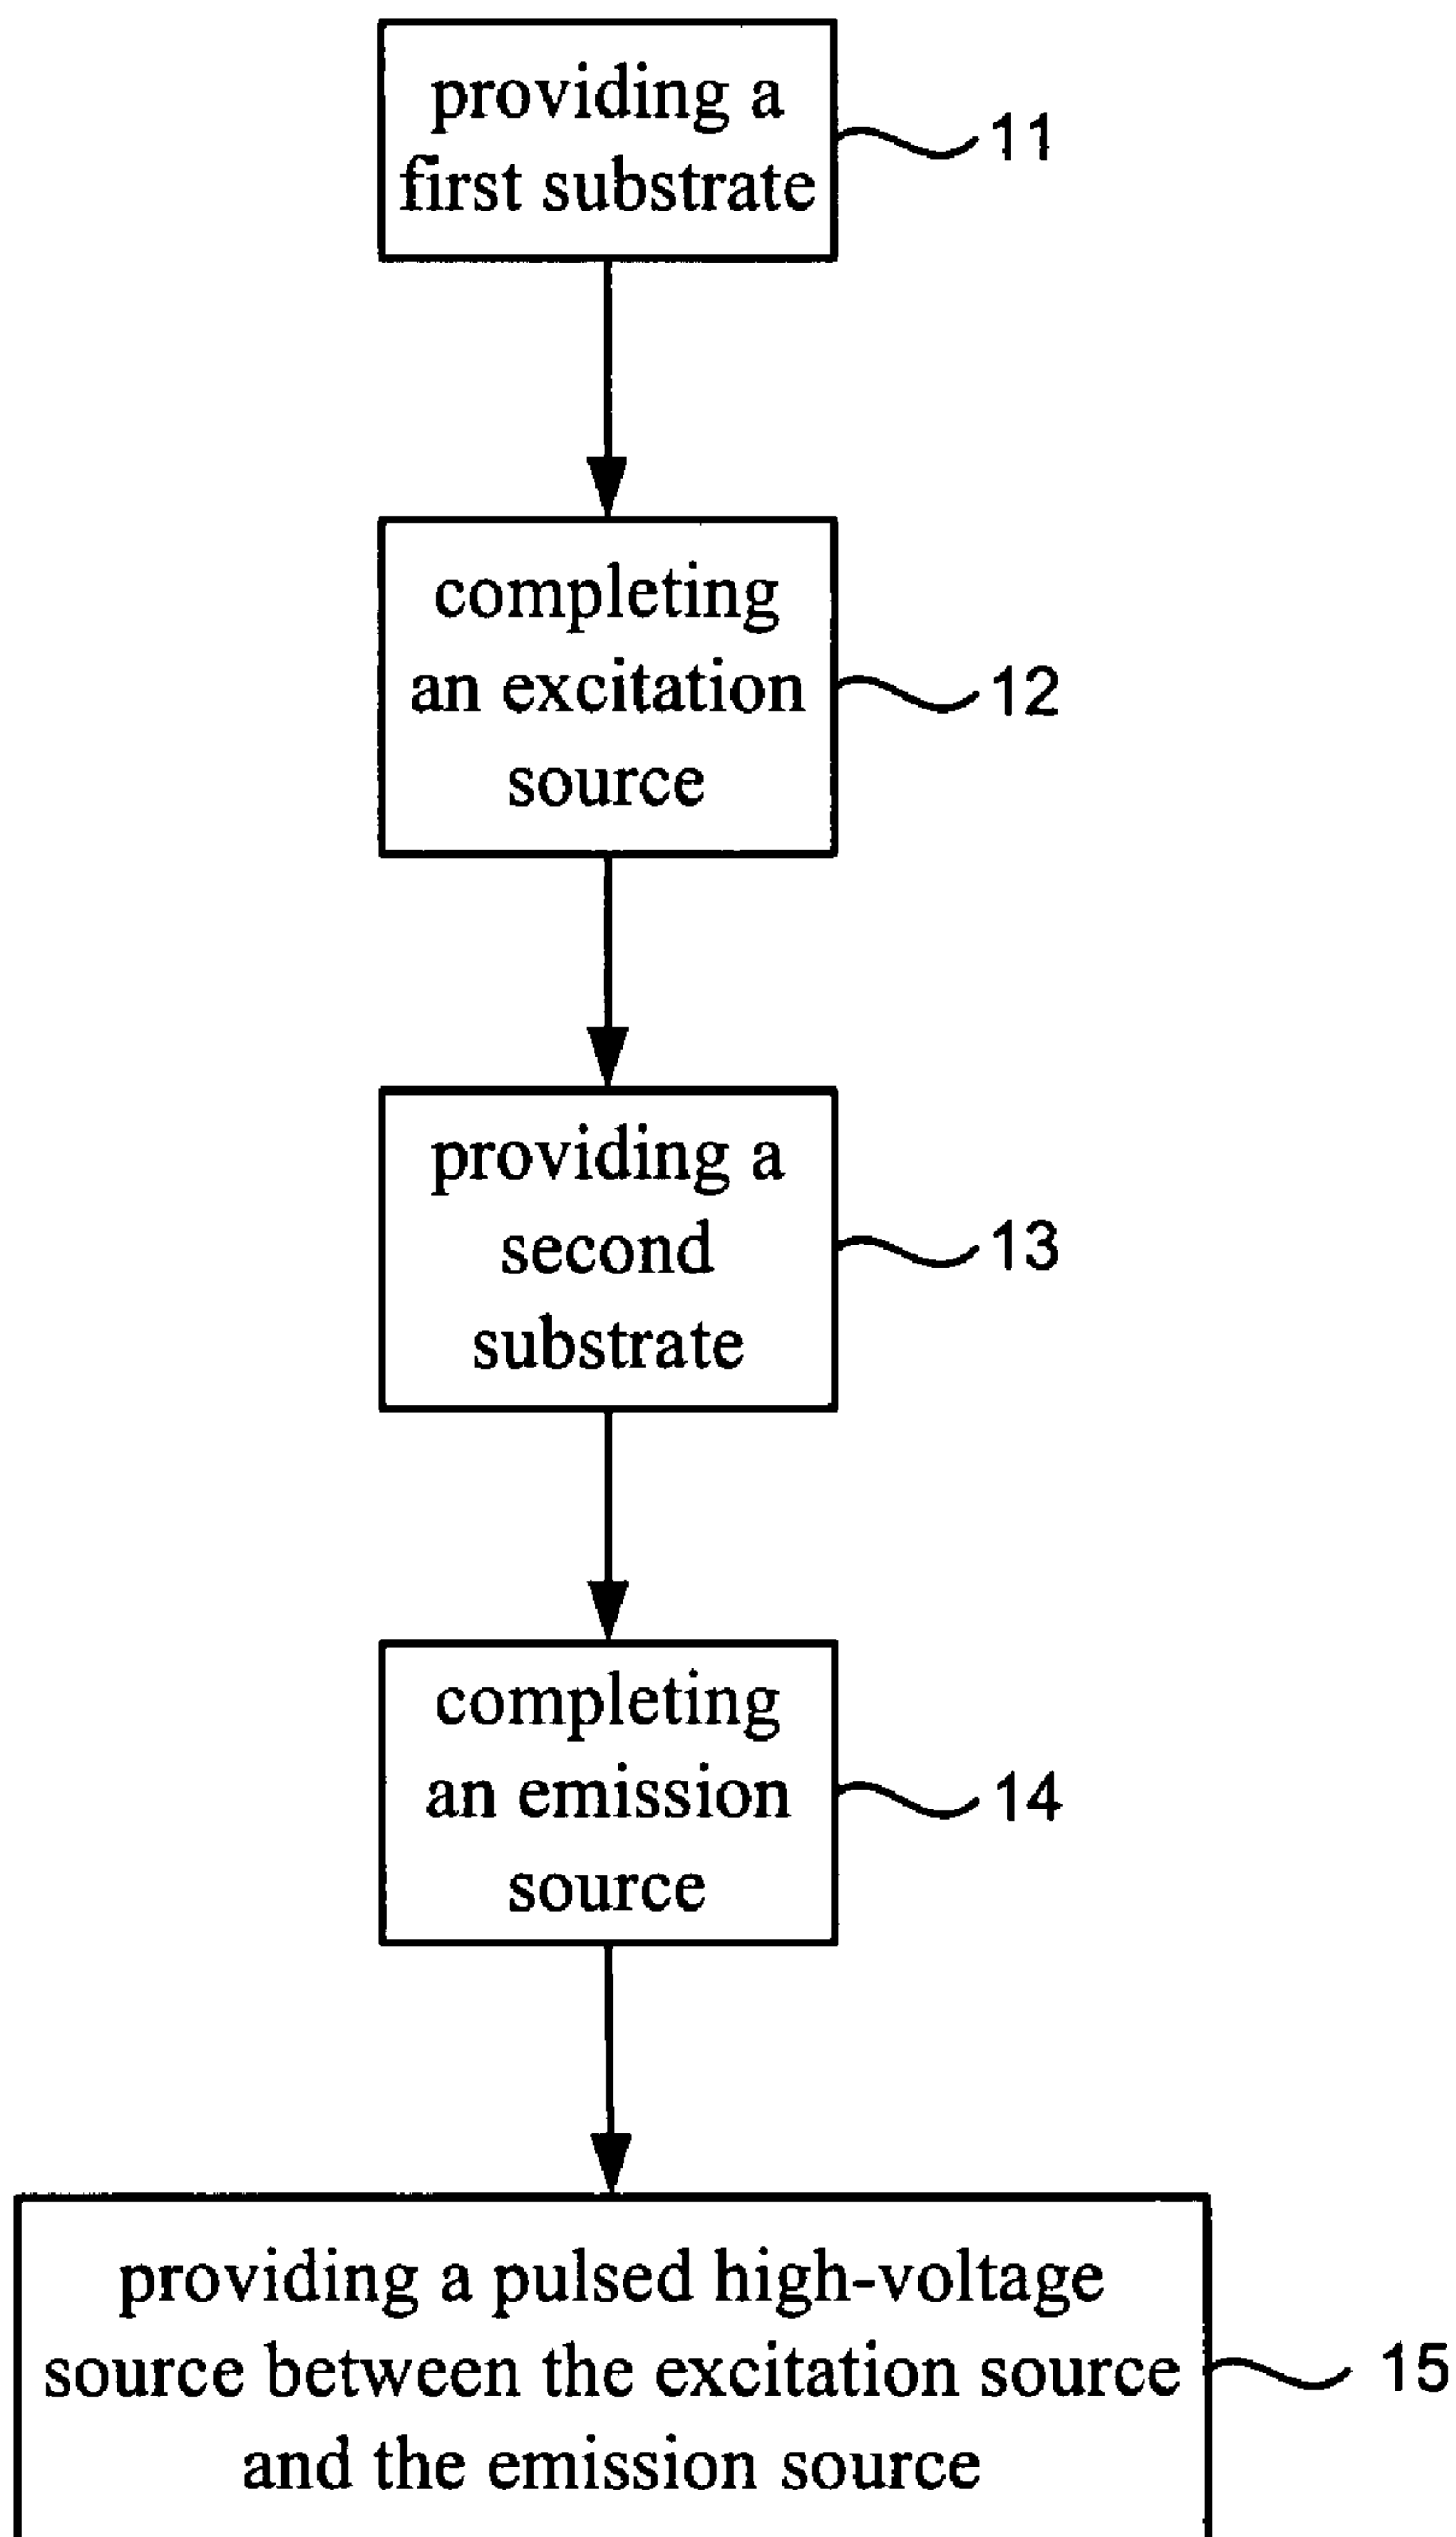 providing a
first substrate
11
completing
an excitation
source
12
providing a
second
substrate
13
completing
an emission
source
14
providing a pulsed high-voltage
source between the excitation source
and the emission source
15